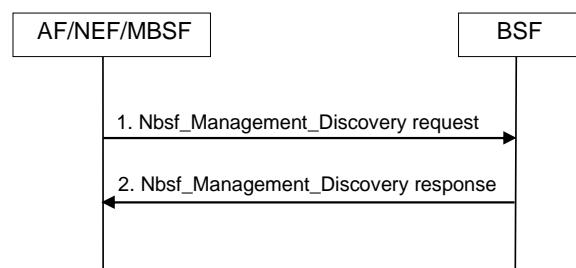 AF/NEF/MBSF
BSF
1. Nbsf_Management_Discovery request
2. Nbsf_Management_Discovery response